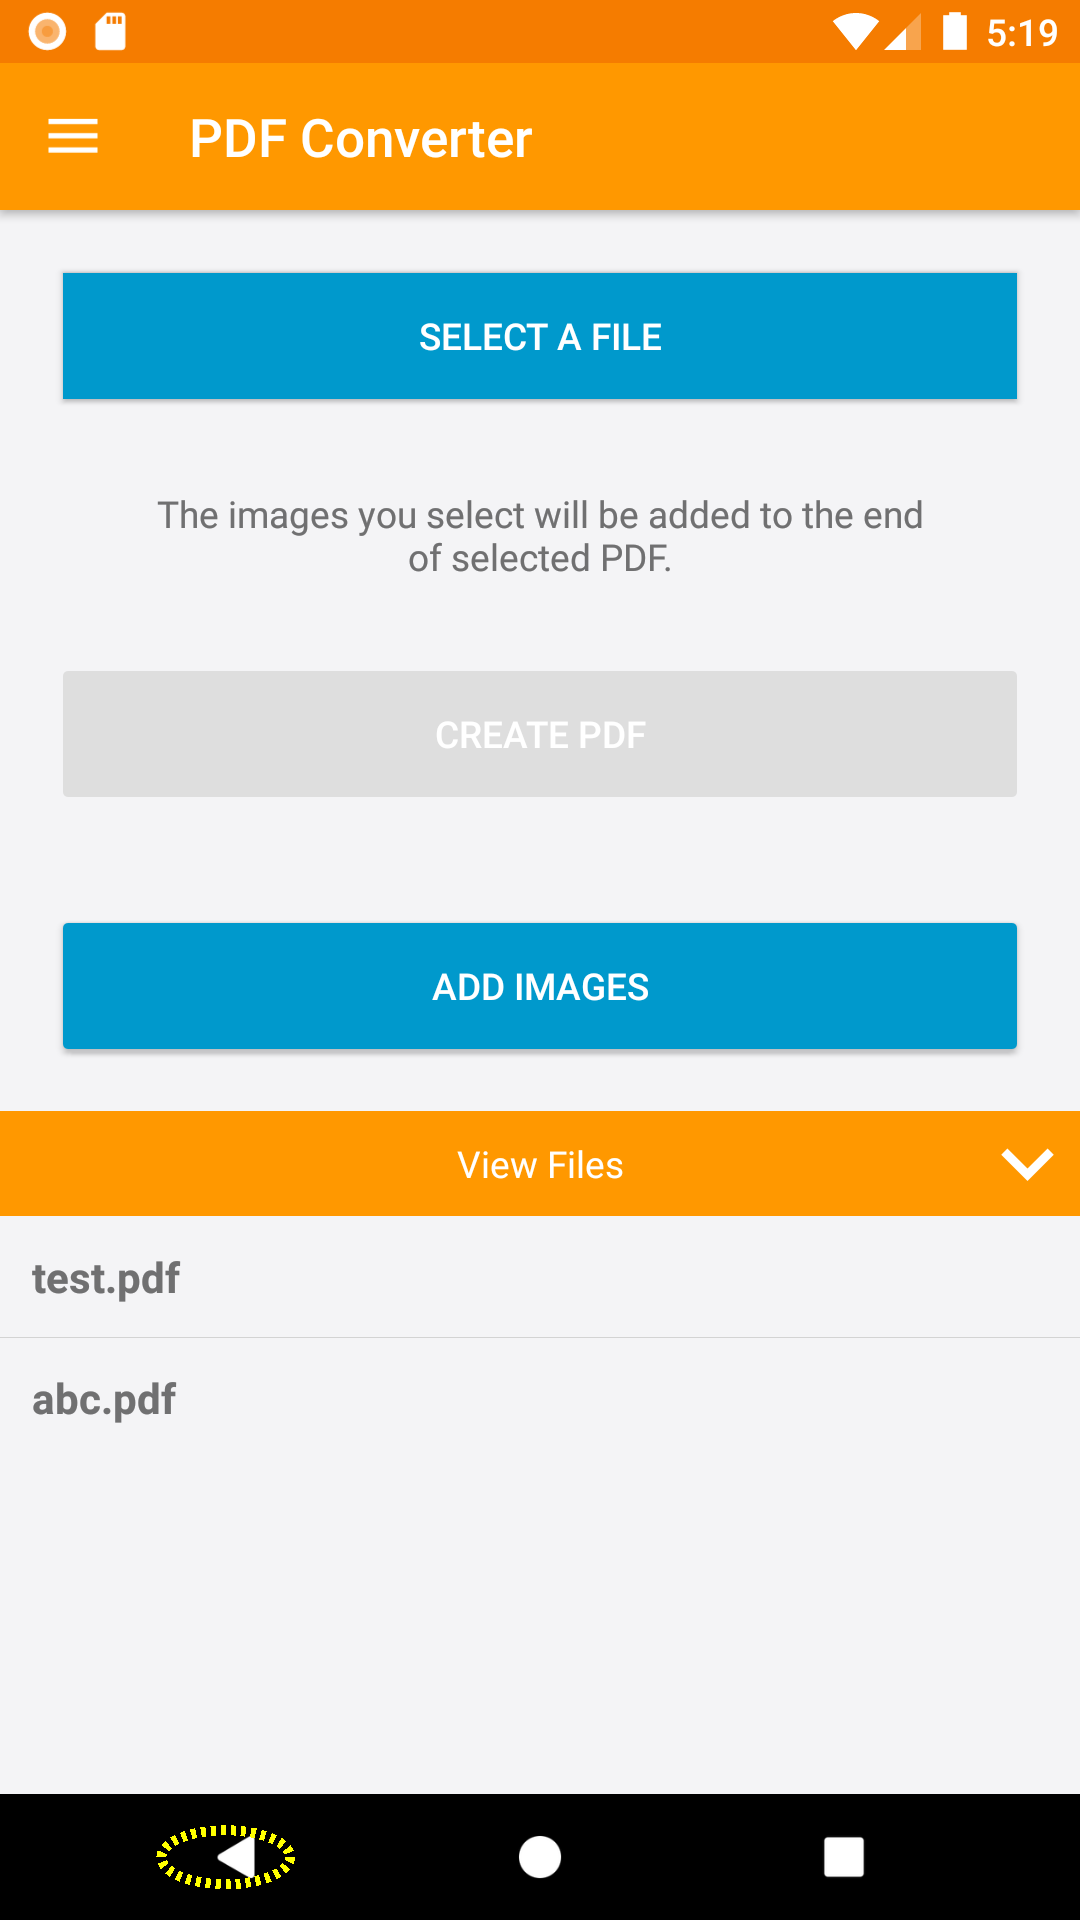 5:19
PDF Converter
SELECT A FILE
The images you select will be added to the end
of selected PDF.
CREATE PDF
ADD IMAGES
View Files
test.pdf
abc.pdf